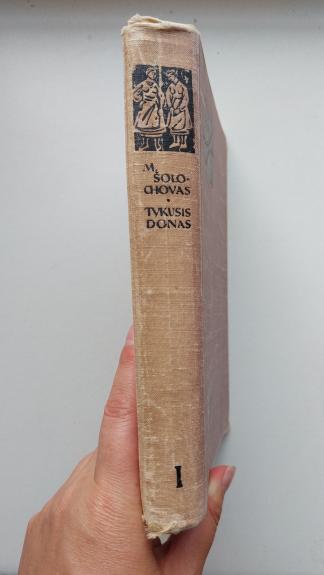 M. ŠOLO-
CHOVAS
•
TYKUSIS
DONAS
I